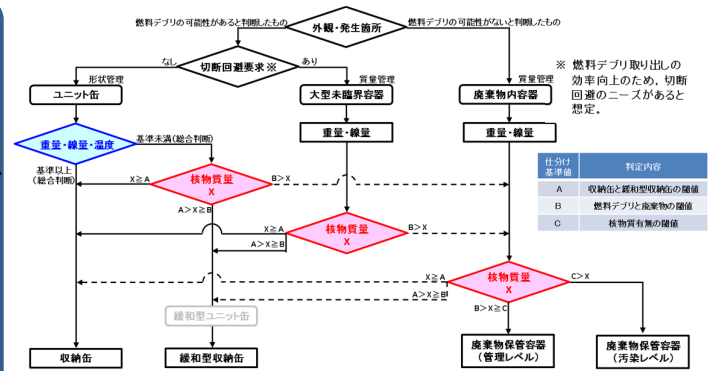 燃料デブリの可能性があると判断したもの
外観・発生箇所
燃料デブリの可能性がないと判断したもの
なし
切断回避要求※
あり
※ 燃料デブリ取り出しの
効率向上のため、切断
回避のニーズがあると
想定。
形状管理
ユニット缶
質量管理
大型未臨界容器
質量管理
廃棄物内容器
重量・線量・温度
基準未満(総合判断)
重量・線量
重量・線量
基準以上
(総合判断)
仕分け
基準値
判定内容
A
収納缶と緩和型収納缶の閾値
B
燃料デブリと廃棄物の閾値
C
核物質有無の閾値
X≧A
核物質量
X
B>X
A>X≧B
X≧A
核物質量
X
B>X
A>X≧B
X≧A
核物質量
X
C>X
A>X≧B
B>X≧C
緩和型ユニット缶
収納缶
緩和型収納缶
廃棄物保管容器
(管理レベル)
廃棄物保管容器
(汚染レベル)